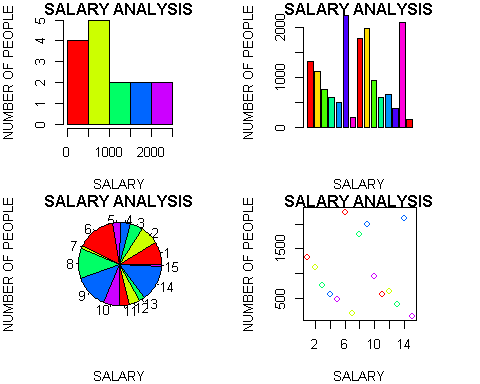 SALARY ANALYSIS
NUMBER OF PEOPLE
0 1 2 3 4 5
0 1000 2000
SALARY
SALARY ANALYSIS
NUMBER OF PEOPLE
0 1000 2000
SALARY
SALARY ANALYSIS
NUMBER OF PEOPLE
1 2 3 4 5 6 7 8 9 10 11 12 13 14 15
SALARY
SALARY ANALYSIS
NUMBER OF PEOPLE
500 1500
2 6 10 14
SALARY